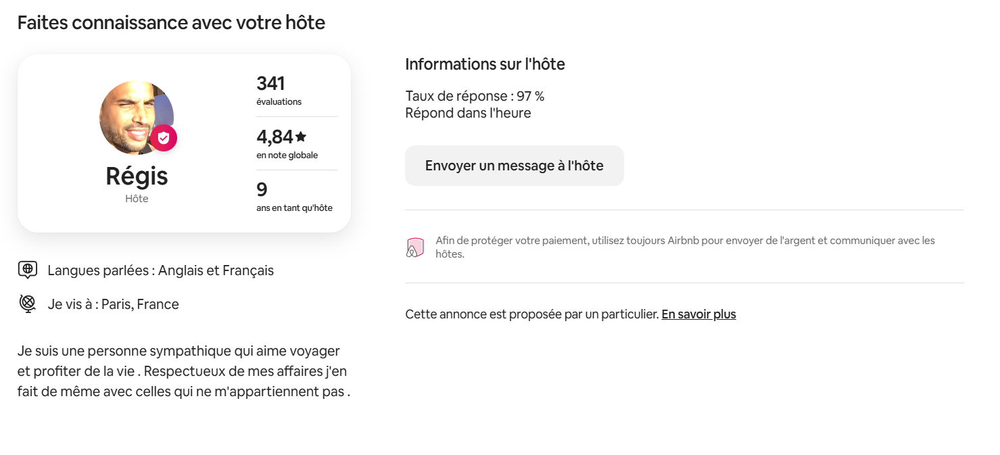 Faites connaissance avec votre hôte
341
évaluations
4,84★
en note globale
9
ans en tant qu'hôte
Régis
Hôte
Langues parlées : Anglais et Français
Je vis à : Paris, France
Je suis une personne sympathique qui aime voyager
et profiter de la vie . Respectueux de mes affaires j'en
fait de même avec celles qui ne m'appartiennent pas .
Informations sur l'hôte
Taux de réponse : 97 %
Répond dans l'heure
Envoyer un message à l'hôte
Afin de protéger votre paiement, utilisez toujours Airbnb pour envoyer de l'argent et communiquer avec les
hôtes.
Cette annonce est proposée par un particulier. En savoir plus